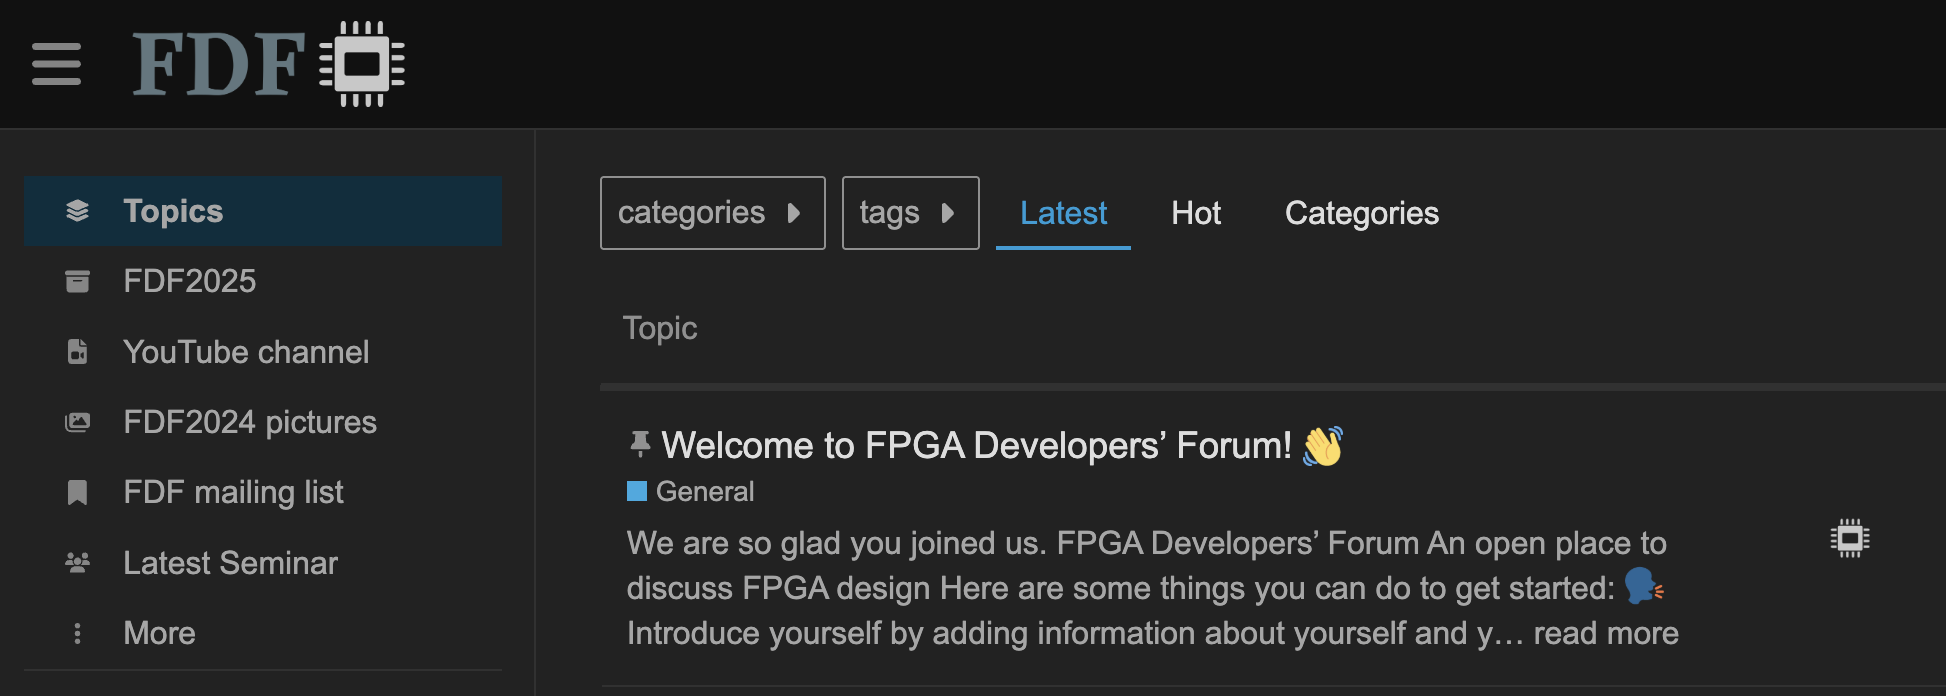 FDF
Topics
FDF2025
YouTube channel
FDF2024 pictures
FDF mailing list
Latest Seminar
More
categories tags Latest Hot Categories
Topic
Welcome to FPGA Developers’ Forum! 👋
General
We are so glad you joined us. FPGA Developers’ Forum An open place to
discuss FPGA design Here are some things you can do to get started: 🗣
Introduce yourself by adding information about yourself and y… read more